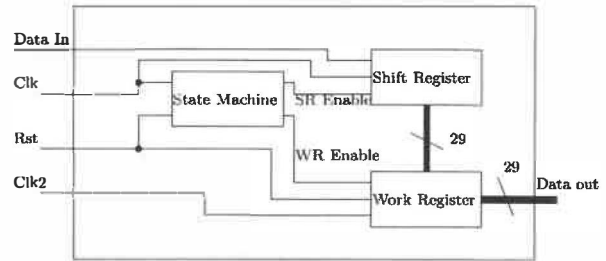 Data In
Shift Register
Clk
State Machine
SR Enable
Rst
29
WR Enable
29
Clk2
Data out
Work Register